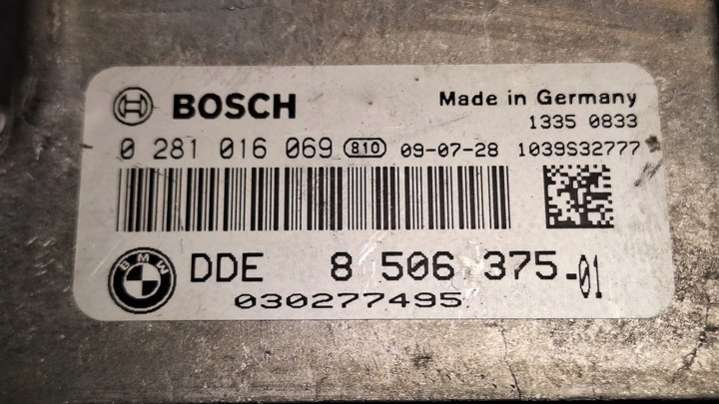 BOSCH
Made in Germany
1335 0833
0 281 016 069 810 09-07-28 1039S32777
BMW
DDE 8 506 375-01
030277495